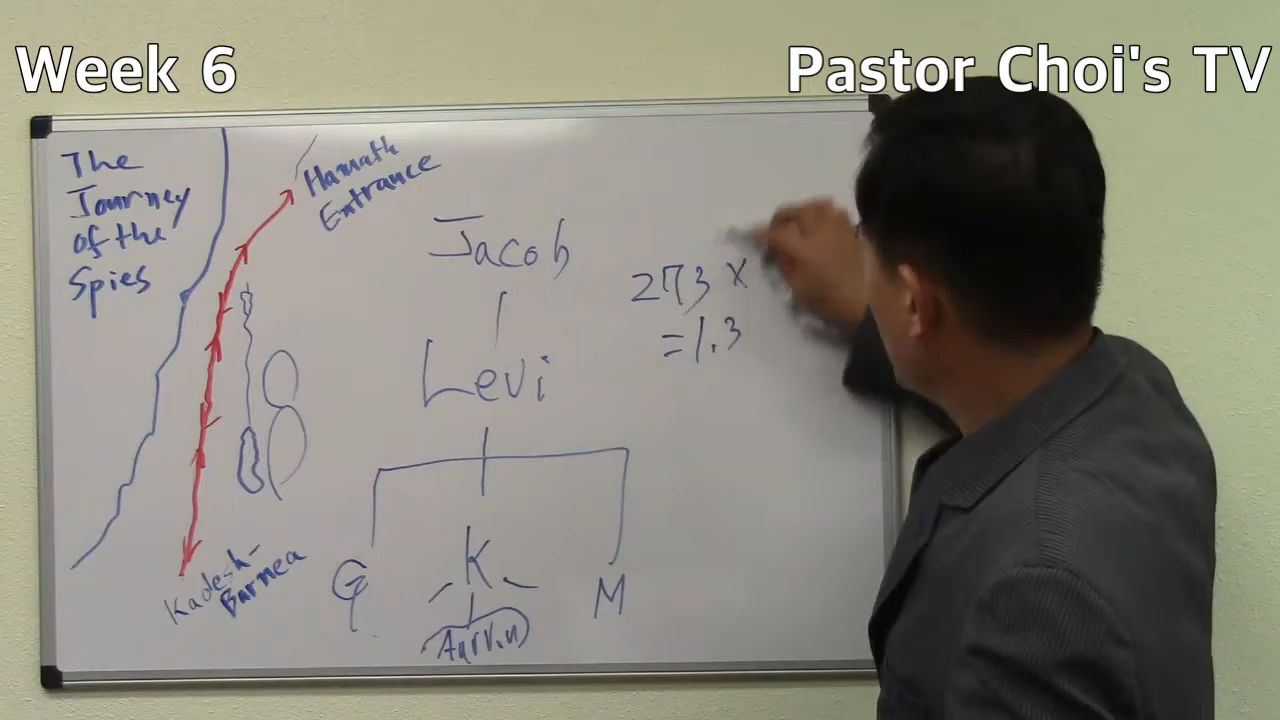 Week 6
Pastor Choi's TV
The
Journey
of the
Spies
Hamath
Entrance
Jacob
Levi
273 x
=1.3
G
K
M
Kadesh-
Barnea